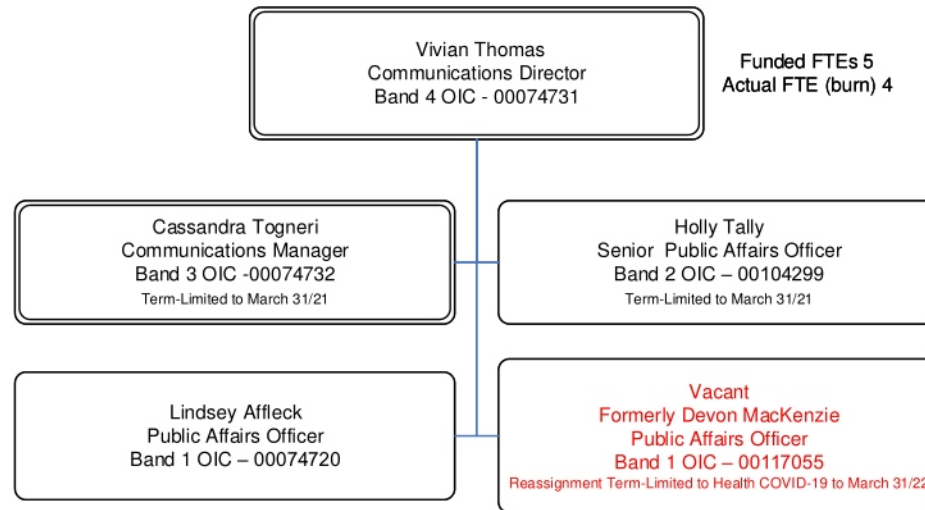 Vivian Thomas
Communications Director
Band 4 OIC - 00074731
Funded FTEs 5
Actual FTE (burn) 4
Cassandra Togneri
Communications Manager
Band 3 OIC -00074732
Term-Limited to March 31/21
Holly Tally
Senior Public Affairs Officer
Band 2 OIC – 00104299
Term-Limited to March 31/21
Lindsey Affleck
Public Affairs Officer
Band 1 OIC – 00074720
Vacant
Formerly Devon MacKenzie
Public Affairs Officer
Band 1 OIC – 00117055
Reassignment Term-Limited to Health COVID-19 to March 31/22